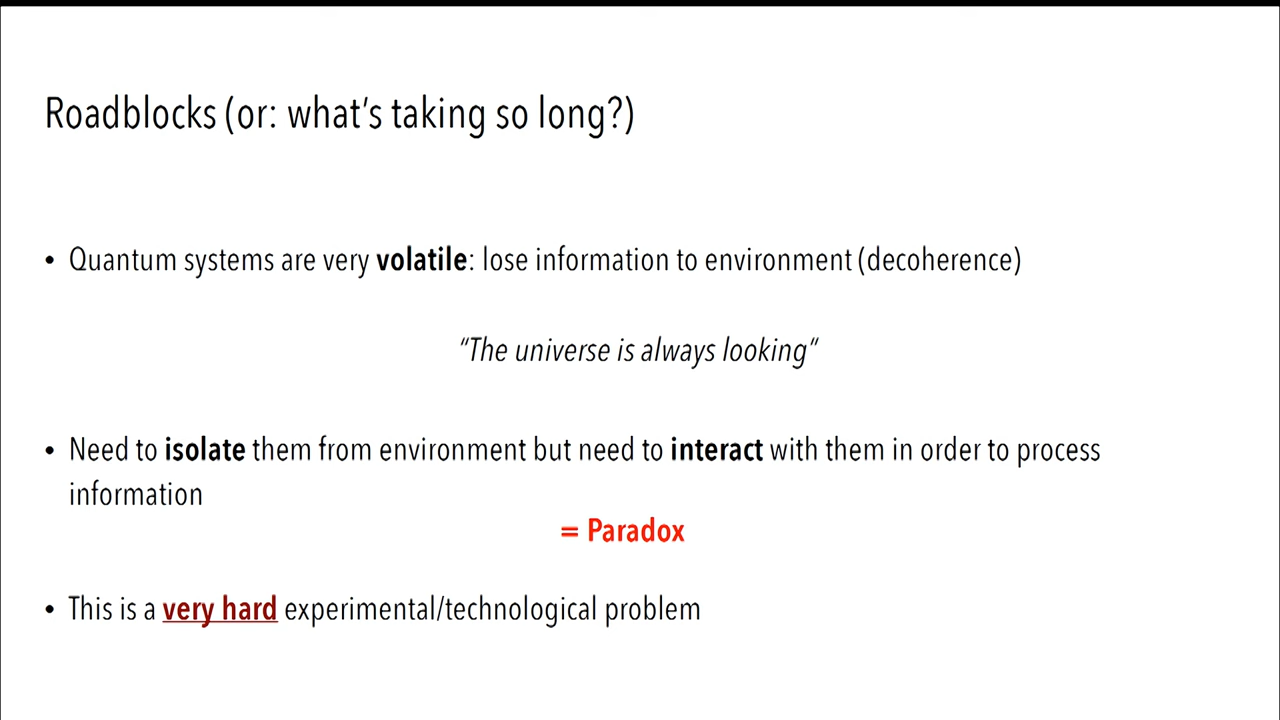 Roadblocks (or: what's taking so long?)
• Quantum systems are very volatile: lose information to environment (decoherence)
"The universe is always looking"
• Need to isolate them from environment but need to interact with them in order to process
information
= Paradox
• This is a very hard experimental/technological problem